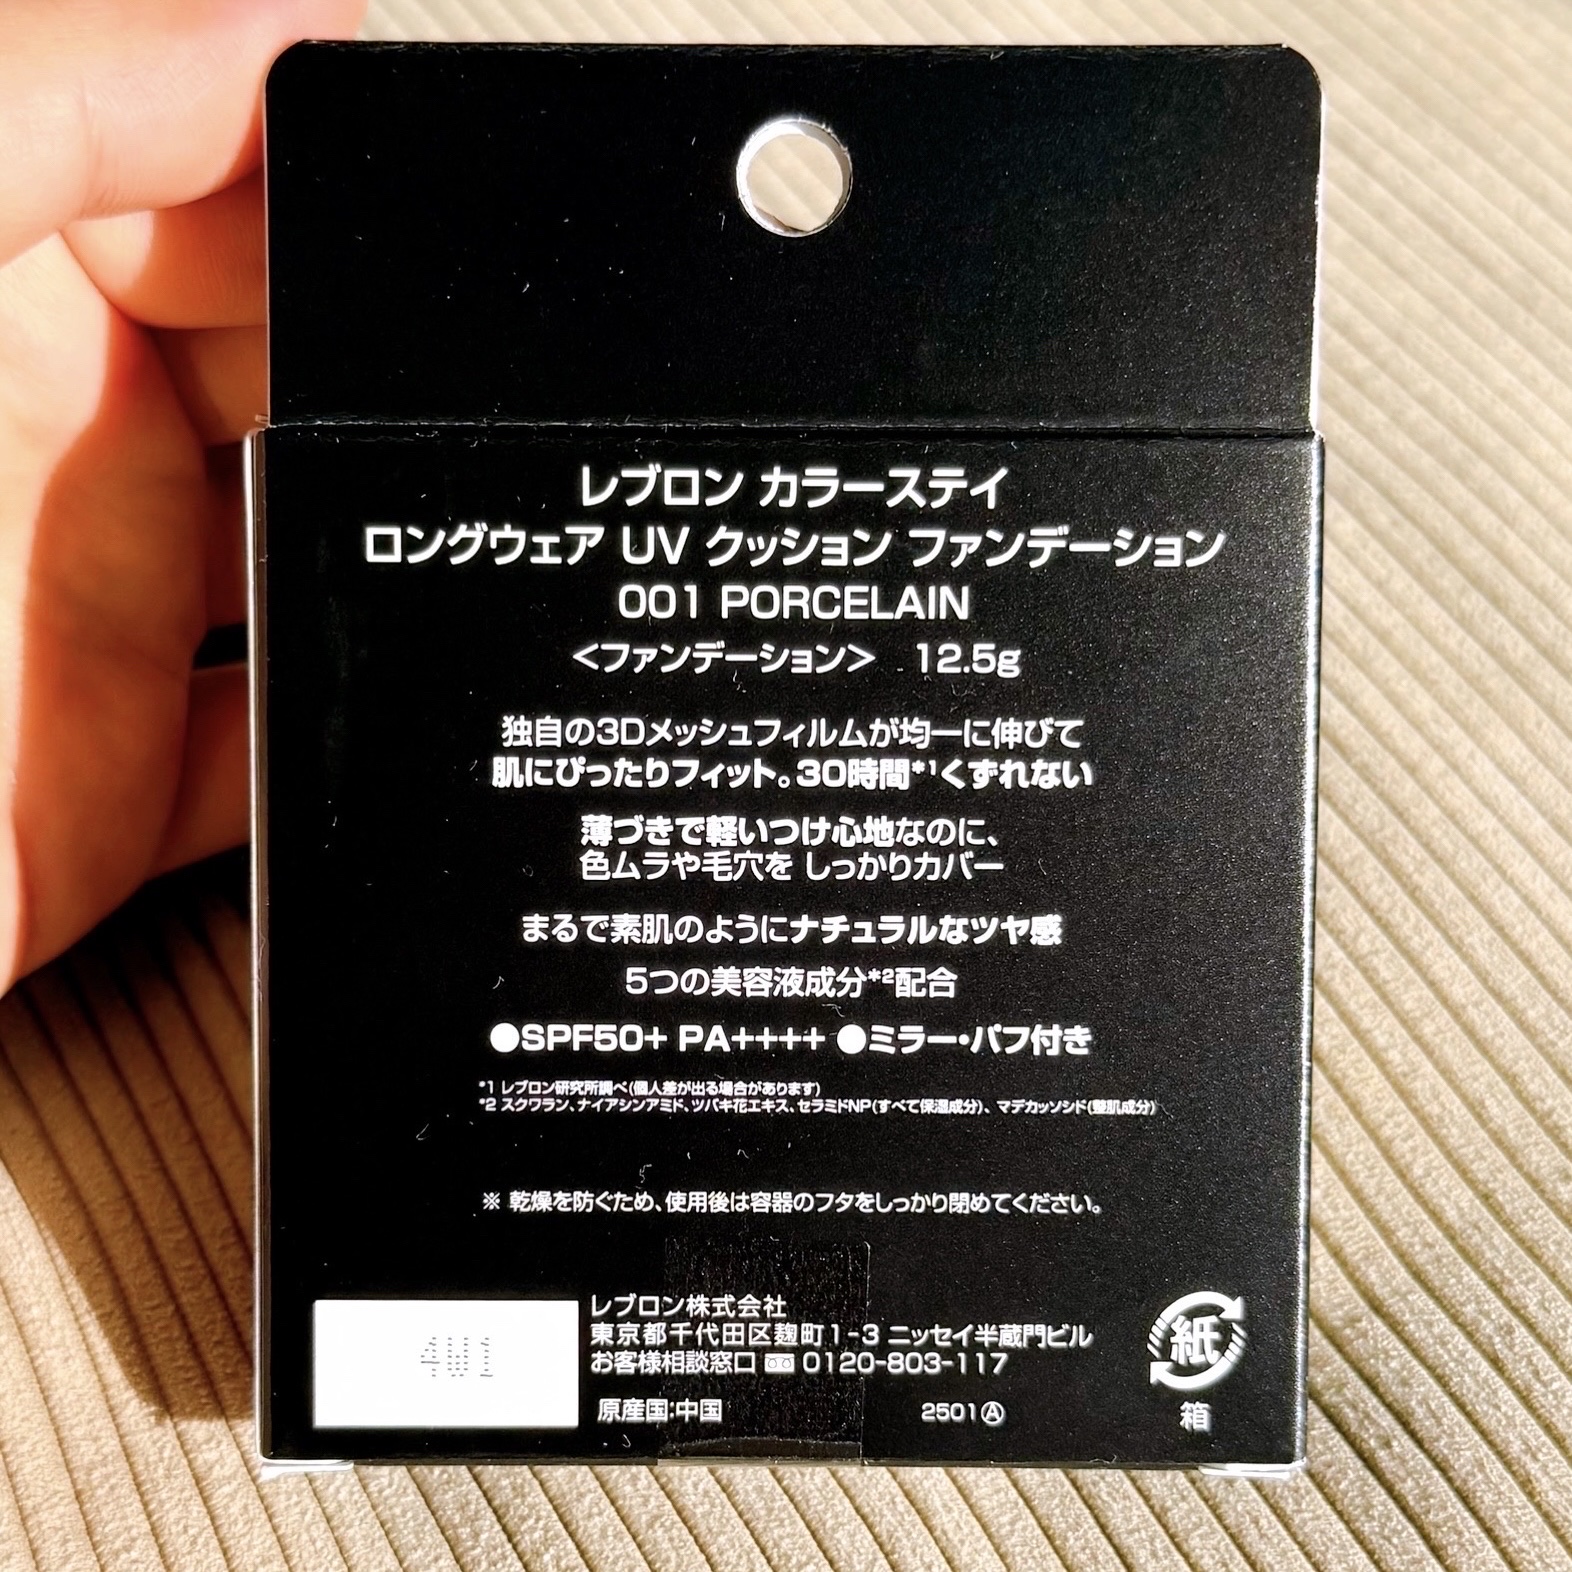 レブロン カラーステイ
ロングウェア UV クッション ファンデーション
001 PORCELAIN
<ファンデーション> 12.5g
独自の3Dメッシュフィルムが均一に伸びて
肌にぴったりフィット。30時間*1くずれない
薄づきで軽いつけ心地なのに、
色ムラや毛穴を しっかりカバー
まるで素肌のようにナチュラルなツヤ感
5つの美容液成分*2配合
●SPF50+ PA++++ ●ミラー・パフ付き
*1 レブロン研究所調べ(個人差が出る場合があります)
*2 スクワラン、ナイアシンアミド、ツバキ花エキス、セラミドNP(すべて保湿成分)、マデカッソシド(整肌成分)
※ 乾燥を防ぐため、使用後は容器のフタをしっかり閉めてください。
4W1
レブロン株式会社
東京都千代田区麹町1-3 ニッセイ半蔵門ビル
お客様相談窓口 0120-803-117
原産国:中国
2501Ⓐ
紙
箱